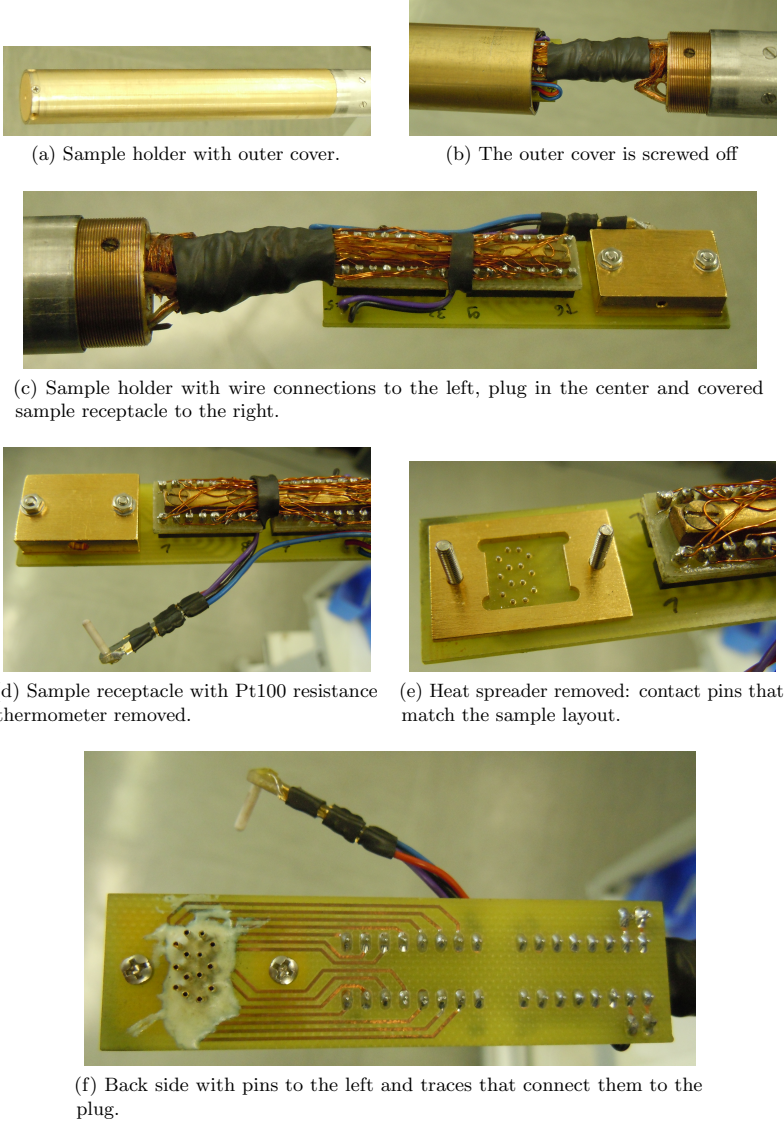 (a) Sample holder with outer cover.
(b) The outer cover is screwed off
(c) Sample holder with wire connections to the left, plug in the center and covered
sample receptacle to the right.
d) Sample receptacle with Pt100 resistance
thermometer removed.
(e) Heat spreader removed: contact pins that
match the sample layout.
(f) Back side with pins to the left and traces that connect them to the
plug.